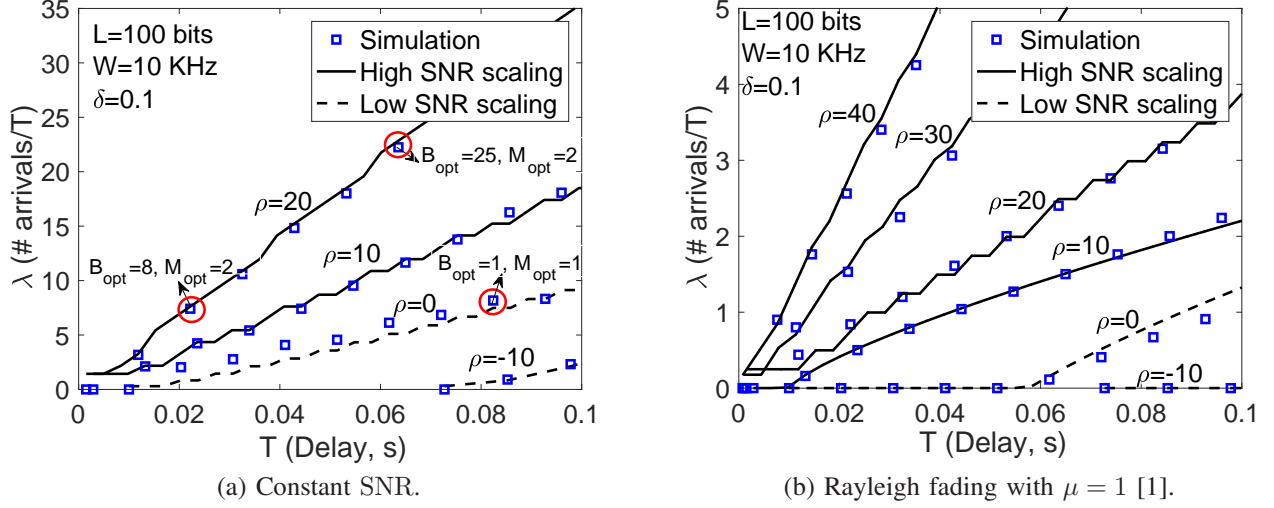 35
30
25
20
15
10
5
0
λ (# arrivals/T)
L=100 bits
W=10 KHz
δ=0.1
Simulation
High SNR scaling
Low SNR scaling
B_opt=25, M_opt=2
ρ=20
B_opt=8, M_opt=2
ρ=10
B_opt=1, M_opt=1
ρ=0
ρ=-10
0 0.02 0.04 0.06 0.08 0.1
T (Delay, s)
(a) Constant SNR.
5
4
3
2
1
0
λ (# arrivals/T)
L=100 bits
W=10 KHz
δ=0.1
Simulation
High SNR scaling
Low SNR scaling
ρ=40
ρ=30
ρ=20
ρ=10
ρ=0
ρ=-10
0 0.02 0.04 0.06 0.08 0.1
T (Delay, s)
(b) Rayleigh fading with μ = 1 [1].